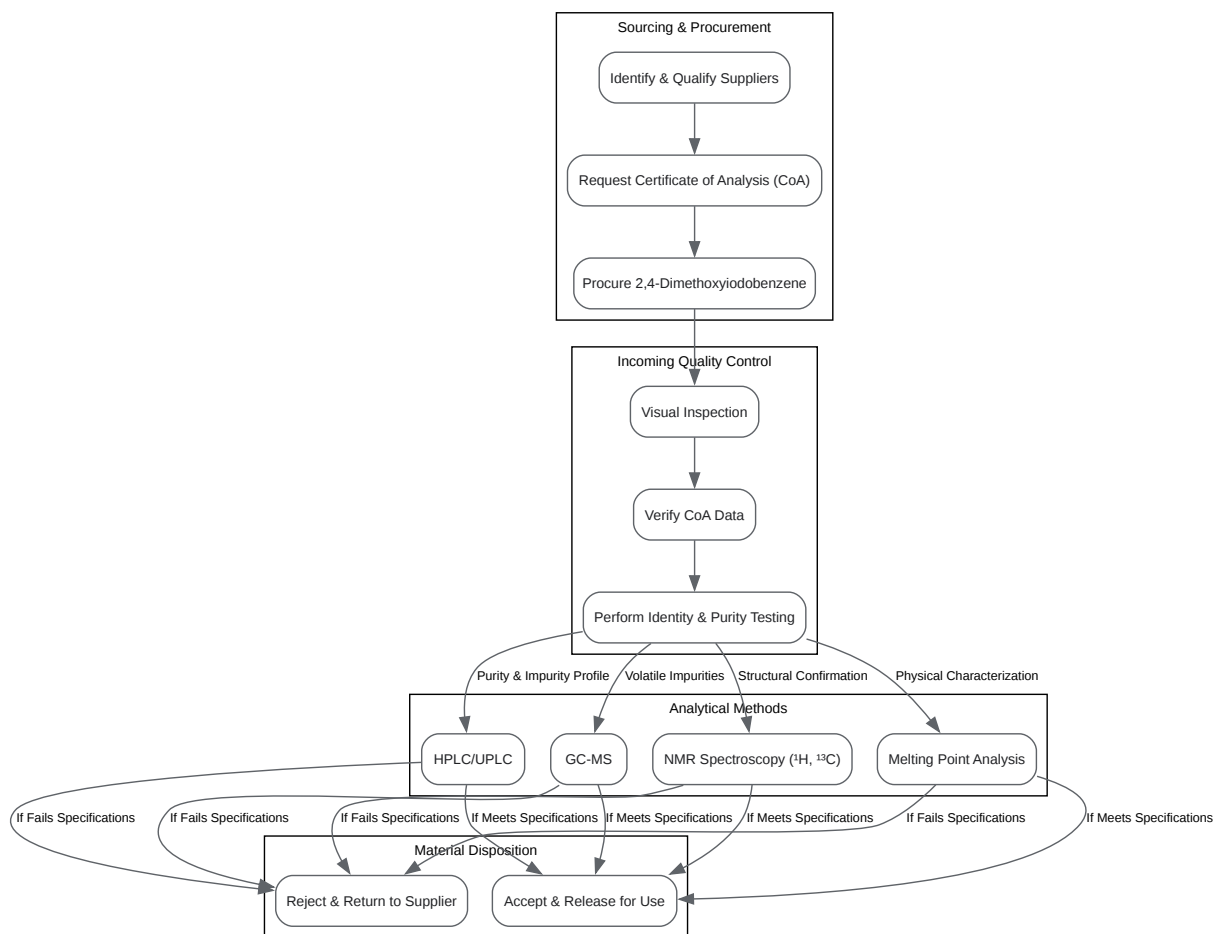 Sourcing & Procurement
Identify & Qualify Suppliers
Request Certificate of Analysis (CoA)
Procure 2,4-Dimethoxyiodobenzene
Incoming Quality Control
Visual Inspection
Verify CoA Data
Perform Identity & Purity Testing
Purity & Impurity Profile
Volatile Impurities
Structural Confirmation
Physical Characterization
Analytical Methods
HPLC/UPLC
GC-MS
NMR Spectroscopy (¹H, ¹³C)
Melting Point Analysis
If Fails Specifications
If Fails Specifications
If Fails Specifications
If Meets Specifications
If Meets Specifications
If Meets Specifications
If Fails Specifications
If Meets Specifications
Material Disposition
Reject & Return to Supplier
Accept & Release for Use